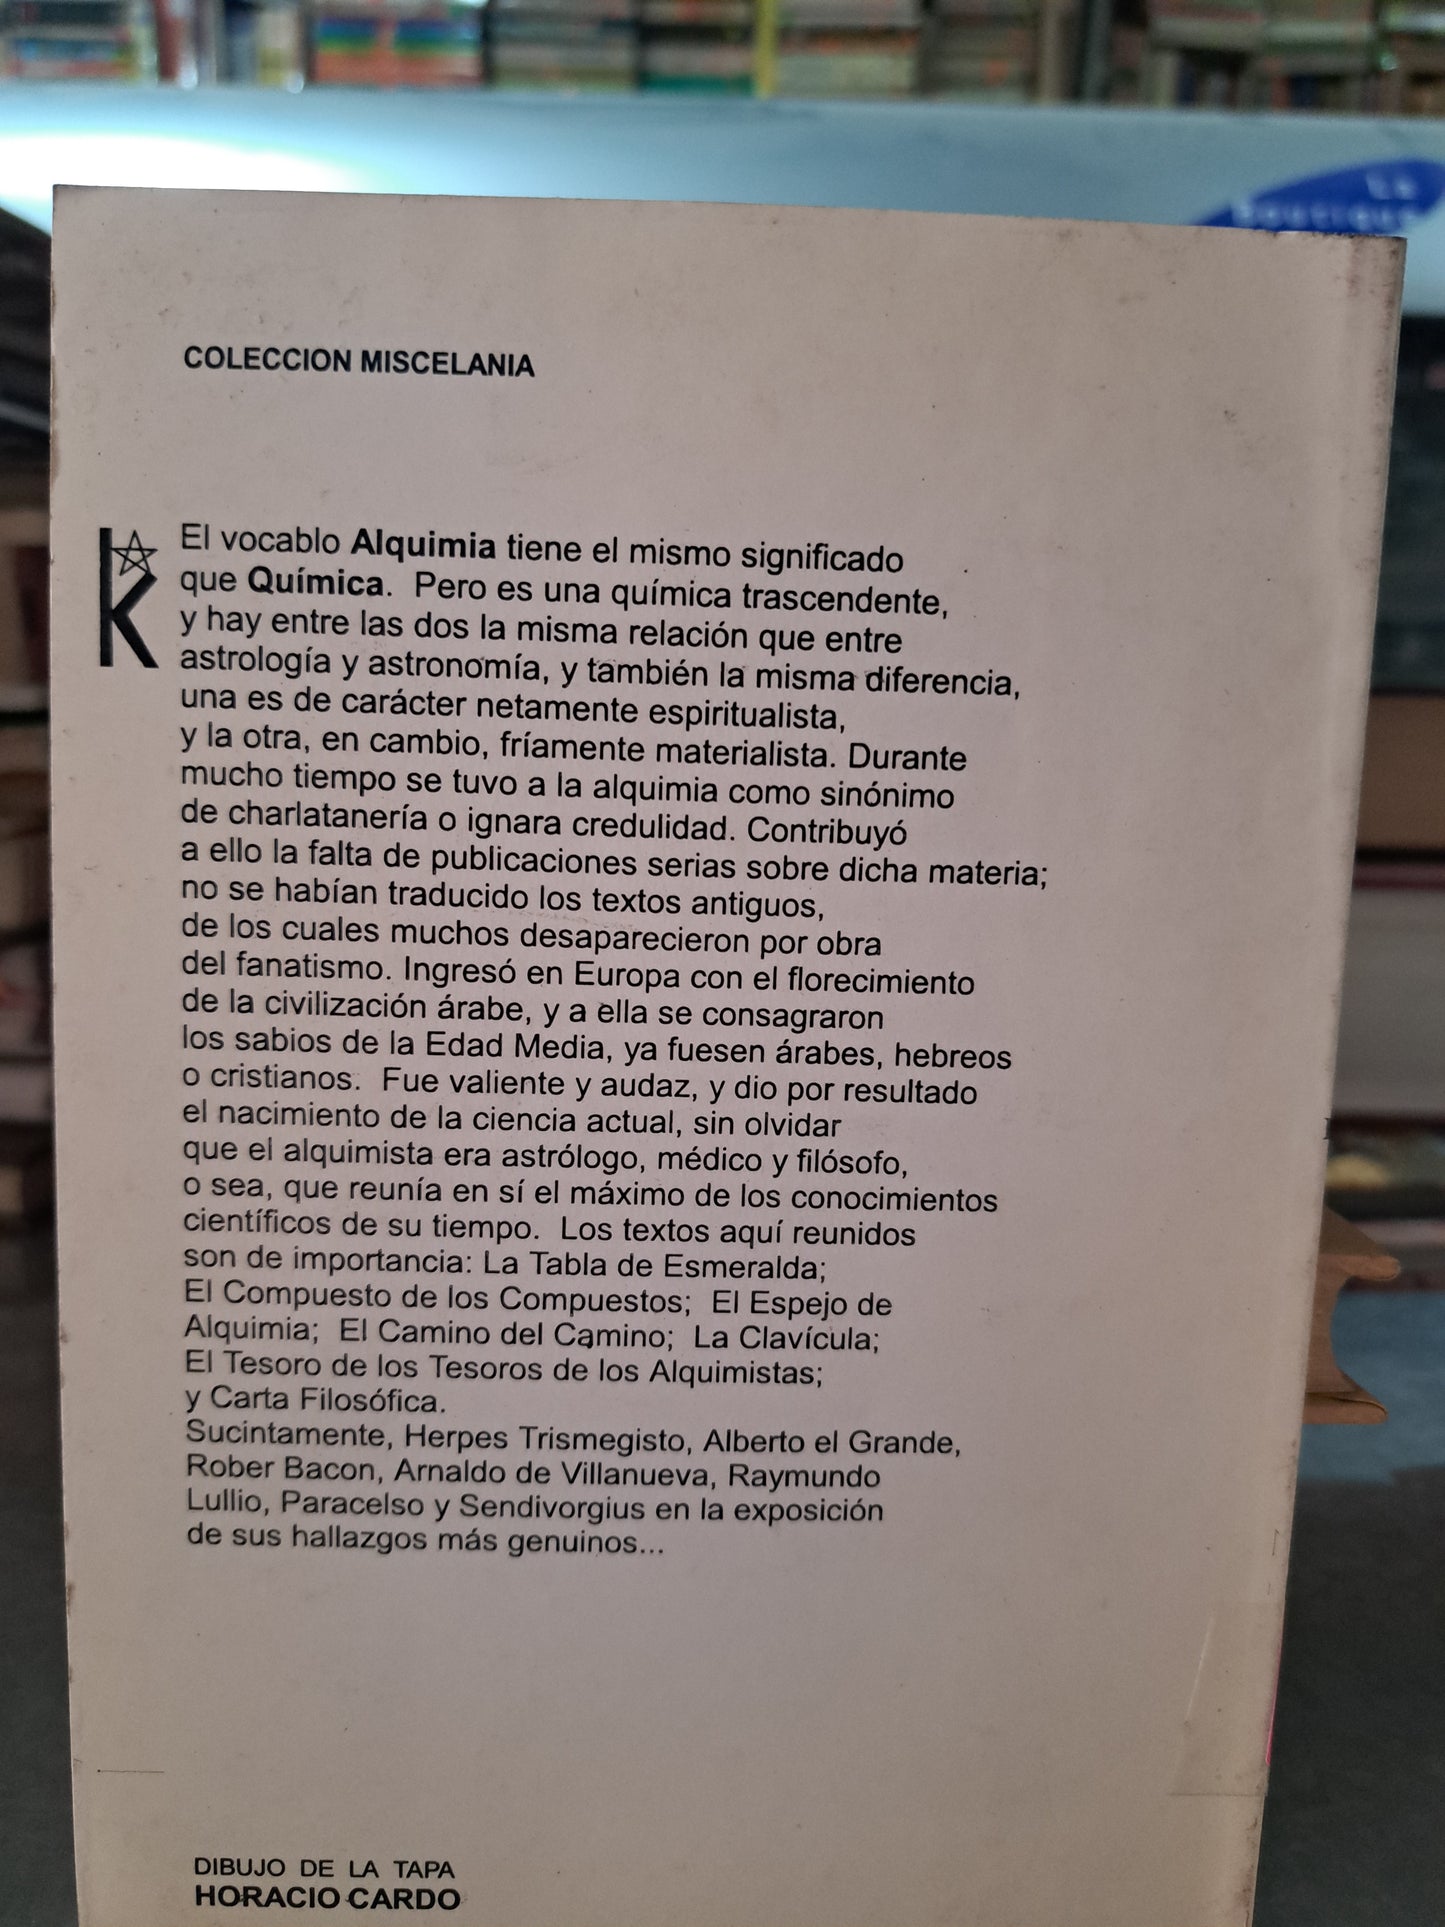 La
boutique
COLECCION MISCELANIA
K
El vocablo Alquimia tiene el mismo significado
que Química. Pero es una química trascendente,
y hay entre las dos la misma relación que entre
astrología y astronomía, y también la misma diferencia,
una es de carácter netamente espiritualista,
y la otra, en cambio, fríamente materialista. Durante
mucho tiempo se tuvo a la alquimia como sinónimo
de charlatanería o ignara credulidad. Contribuyó
a ello la falta de publicaciones serias sobre dicha materia;
no se habían traducido los textos antiguos,
de los cuales muchos desaparecieron por obra
del fanatismo. Ingresó en Europa con el florecimiento
de la civilización árabe, y a ella se consagraron
los sabios de la Edad Media, ya fuesen árabes, hebreos
o cristianos. Fue valiente y audaz, y dio por resultado
el nacimiento de la ciencia actual, sin olvidar
que el alquimista era astrólogo, médico y filósofo,
o sea, que reunía en sí el máximo de los conocimientos
científicos de su tiempo. Los textos aquí reunidos
son de importancia: La Tabla de Esmeralda;
El Compuesto de los Compuestos; El Espejo de
Alquimia; El Camino del Camino; La Clavícula;
El Tesoro de los Tesoros de los Alquimistas;
y Carta Filosófica.
Sucintamente, Herpes Trismegisto, Alberto el Grande,
Rober Bacon, Arnaldo de Villanueva, Raymundo
Lullio, Paracelso y Sendivorgius en la exposición
de sus hallazgos más genuinos...
DIBUJO DE LA TAPA
HORACIO CARDO